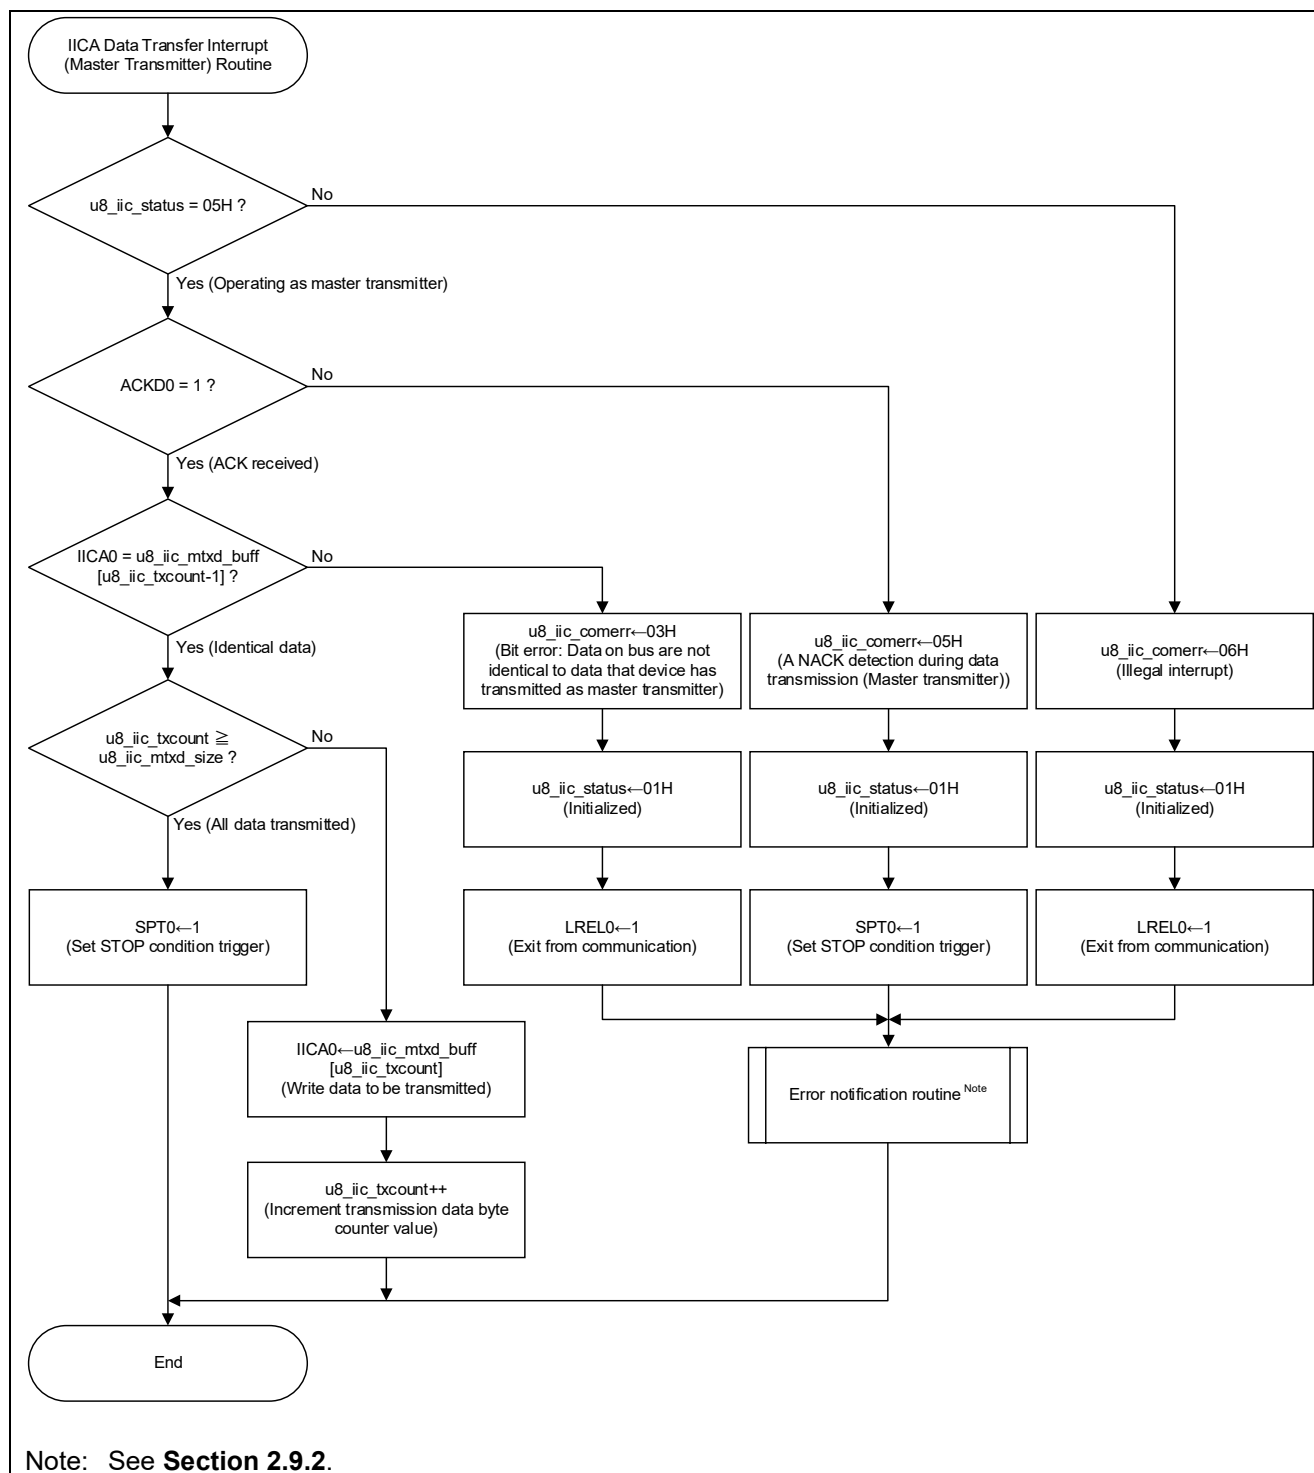 IICA Data Transfer Interrupt
(Master Transmitter) Routine
u8_iic_status = 05H ?
No
Yes (Operating as master transmitter)
ACKD0 = 1 ?
No
Yes (ACK received)
IICA0 = u8_iic_mtxd_buff
[u8_iic_txcount-1] ?
No
Yes (Identical data)
u8_iic_txcount ≧
u8_iic_mtxd_size ?
No
Yes (All data transmitted)
SPT0←1
(Set STOP condition trigger)
IICA0←u8_iic_mtxd_buff
[u8_iic_txcount]
(Write data to be transmitted)
u8_iic_txcount++
(Increment transmission data byte
counter value)
u8_iic_comerr←03H
(Bit error: Data on bus are not
identical to data that device has
transmitted as master transmitter)
u8_iic_status←01H
(Initialized)
LREL0←1
(Exit from communication)
u8_iic_comerr←05H
(A NACK detection during data
transmission (Master transmitter))
u8_iic_status←01H
(Initialized)
SPT0←1
(Set STOP condition trigger)
u8_iic_comerr←06H
(Illegal interrupt)
u8_iic_status←01H
(Initialized)
LREL0←1
(Exit from communication)
Error notification routine Note
End
Note: See Section 2.9.2.